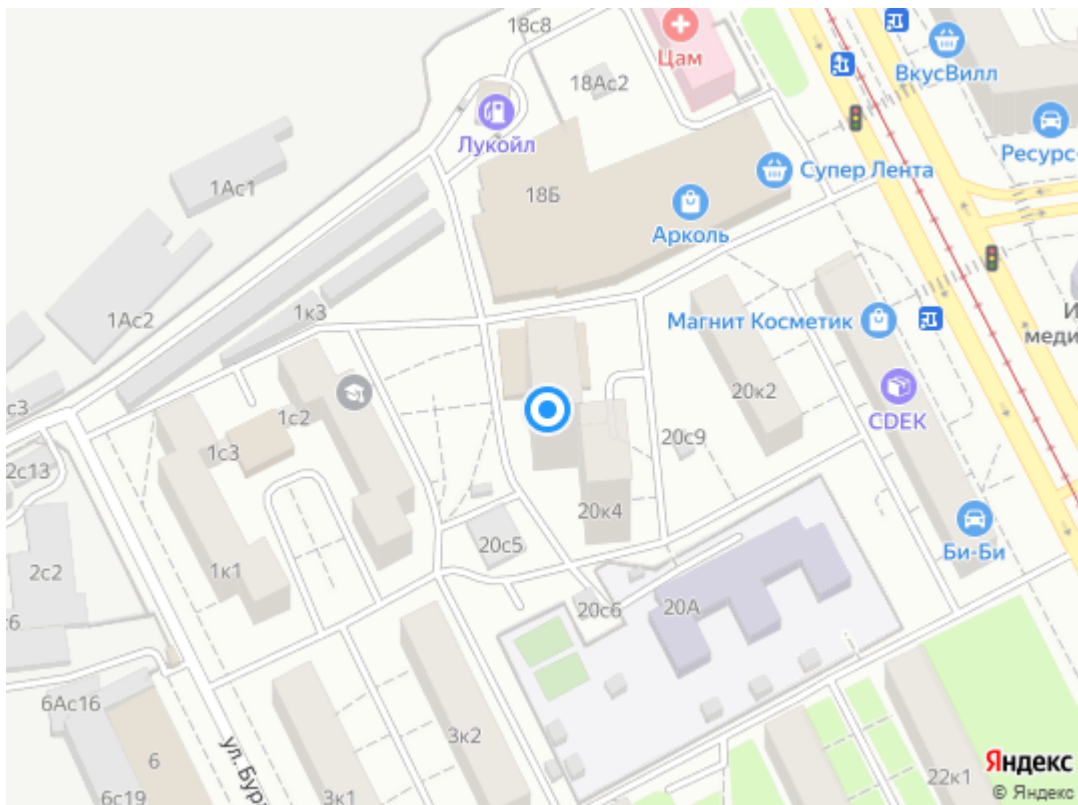 18с8
Цам
18Ас2
ВкусВилл
Лукойл
Ресурс-
Супер Лента
1Ас1
18Б
Арколь
1Ас2
1к3
Магнит Косметик
меди
с3
1с2
20к2
CDEK
1с3
20с9
2с13
20к4
20с5
Би-Би
2с2
1к1
20с6
20А
6Ас16
3к2
ул. Бур
6
Яндекс
22к1
6с19
3к1
© Яндекс